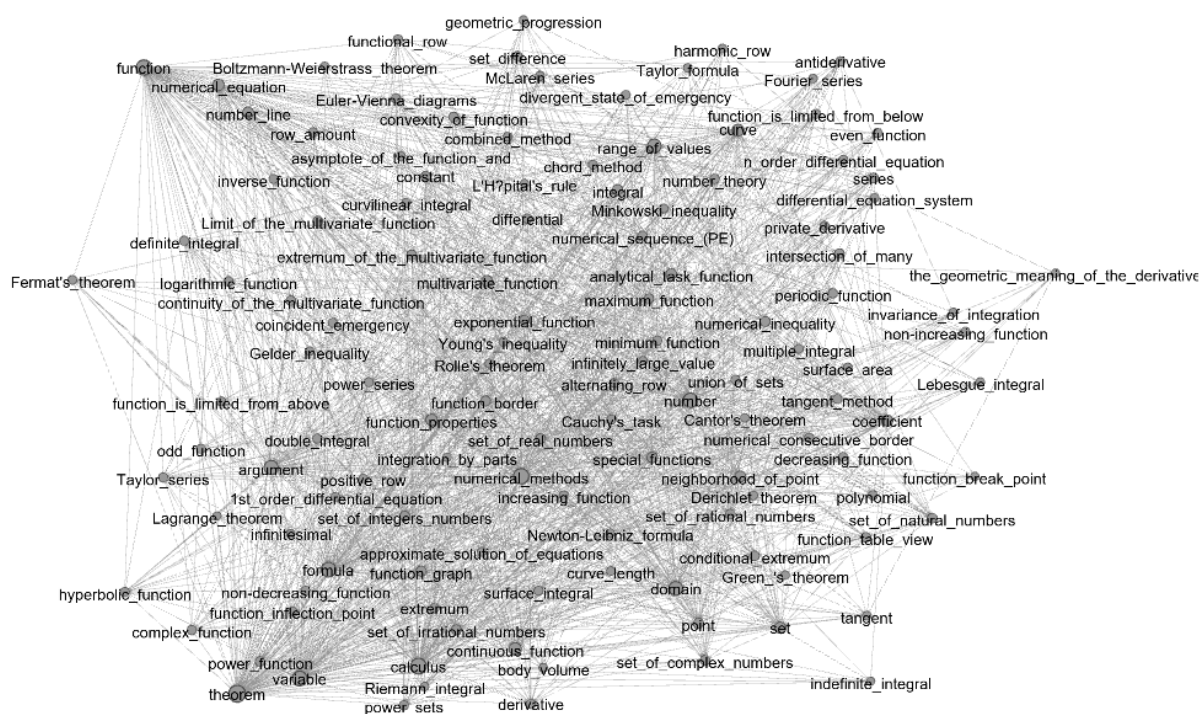 geometric_progression
functional_row
set_difference
harmonic_row
antiderivative
function
Boltzmann-Weierstrass_theorem
McLaren_series
Taylor_formula
Fourier_series
numerical_equation
Euler-Vienna_diagrams
divergent_state_of_emergency
number_line
convexity_of_function
function_is_limited_from_below
row_amount
combined_method
curve
even_function
asymptote_of_the_function_and
range_of_values
chord_method
n_order_differential_equation
inverse_function
constant
L'H?pital's_rule
integral
number_theory
series
curvilinear_integral
Minkowski_inequality
differential_equation_system
Limit_of_the_multivariate_function
differential
private_derivative
definite_integral
numerical_sequence_(PE)
extremum_of_the_multivariate_function
intersection_of_many
Fermat's_theorem
logarithmic_function
multivariate_function
analytical_task_function
the_geometric_meaning_of_the_derivative
continuity_of_the_multivariate_function
maximum_function
periodic_function
coincident_emergency
exponential_function
numerical_inequality
invariance_of_integration
non-increasing_function
Gelder_inequality
Young's_inequality
minimum_function
multiple_integral
Rolle's_theorem
infinitely_large_value
surface_area
power_series
alternating_row
union_of_sets
Lebesgue_integral
function_is_limited_from_above
function_border
number
tangent_method
function_properties
Cauchy's_task
Cantor's_theorem
coefficient
odd_function
double_integral
set_of_real_numbers
numerical_consecutive_border
argument
integration_by_parts
special_functions
decreasing_function
Taylor_series
positive_row
numerical_methods
neighborhood_of_point
function_break_point
1st_order_differential_equation
increasing_function
Derichlet_theorem
polynomial
Lagrange_theorem
set_of_integers_numbers
set_of_rational_numbers
set_of_natural_numbers
infinitesimal
Newton-Leibniz_formula
function_table_view
approximate_solution_of_equations
conditional_extremum
formula
function_graph
curve_length
Green_'s_theorem
hyperbolic_function
non-decreasing_function
surface_integral
domain
function_inflection_point
extremum
tangent
complex_function
set_of_irrational_numbers
point
set
power_function
continuous_function
variable
calculus
body_volume
set_of_complex_numbers
theorem
Riemann_integral
indefinite_integral
power_sets
derivative